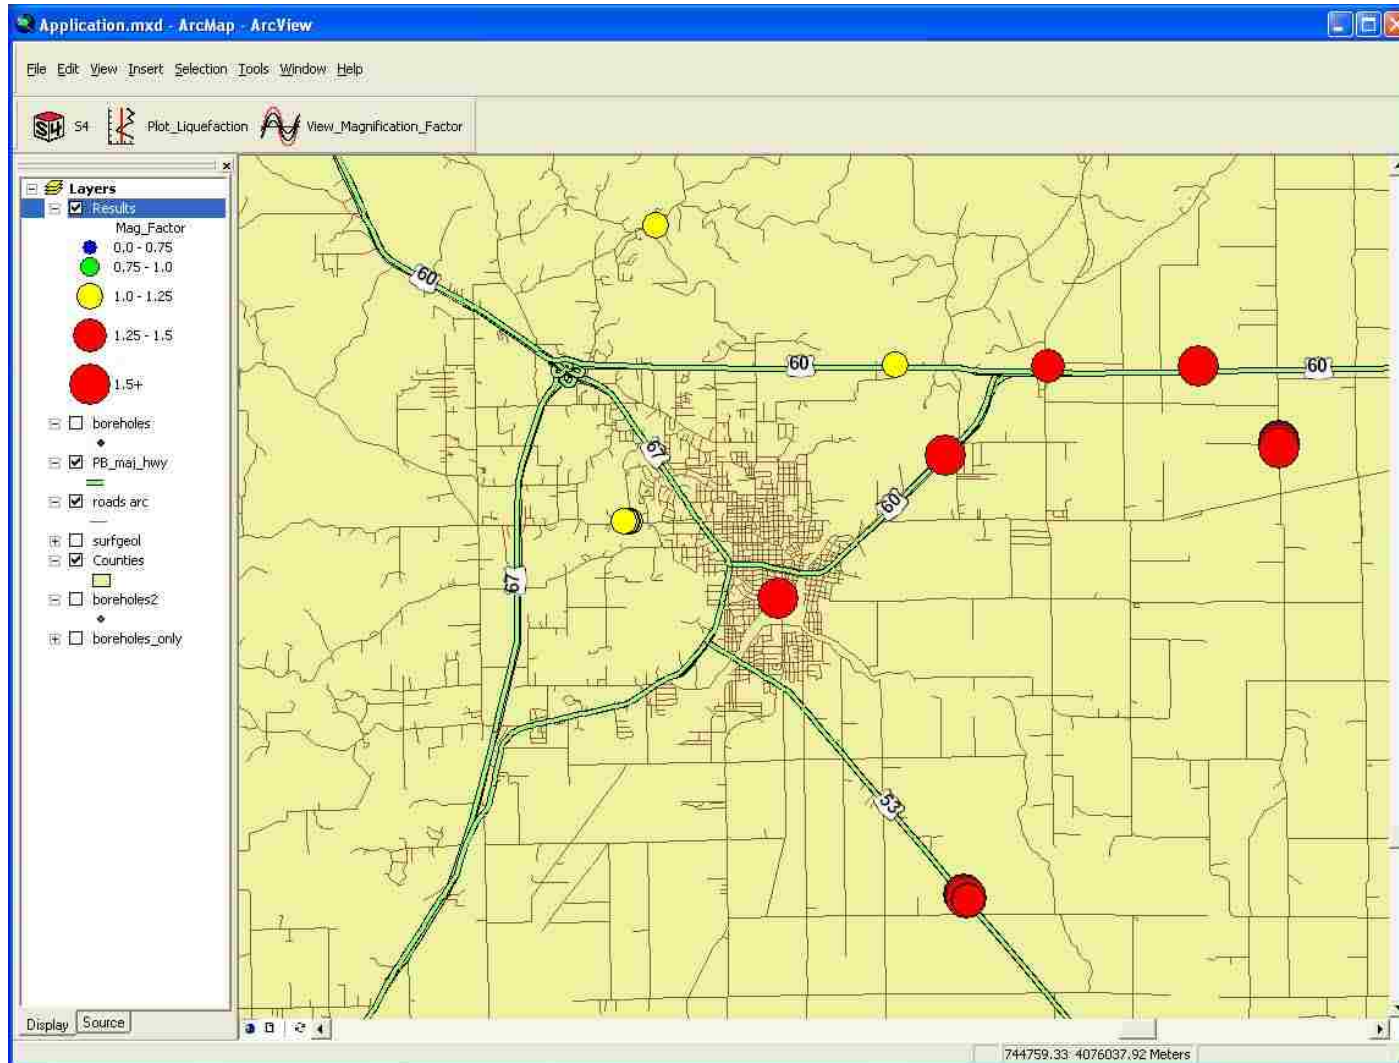 Application.mxd - ArcMap - ArcView
File Edit View Insert Selection Tools Window Help
S4 Plot_Liquefaction View_Magnification_Factor
Layers
Results
Mag_Factor
0.0 - 0.75
0.75 - 1.0
1.0 - 1.25
1.25 - 1.5
1.5+
boreholes
PB_maj_hwy
roads arc
surfgeol
Counties
boreholes2
boreholes_only
Display Source
60
60
60
67
60
67
53
744759.33 4076037.92 Meters